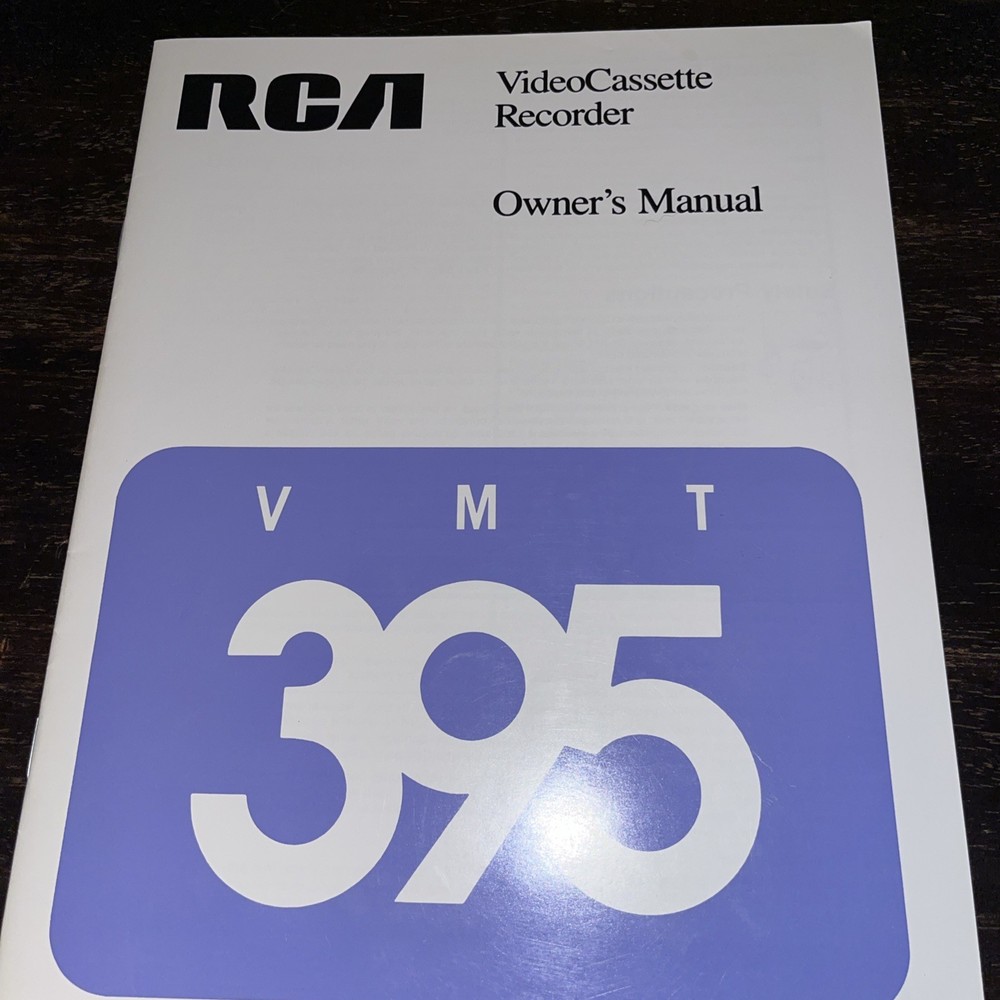 RCA
VideoCassette
Recorder
Owner's Manual
V M T
395